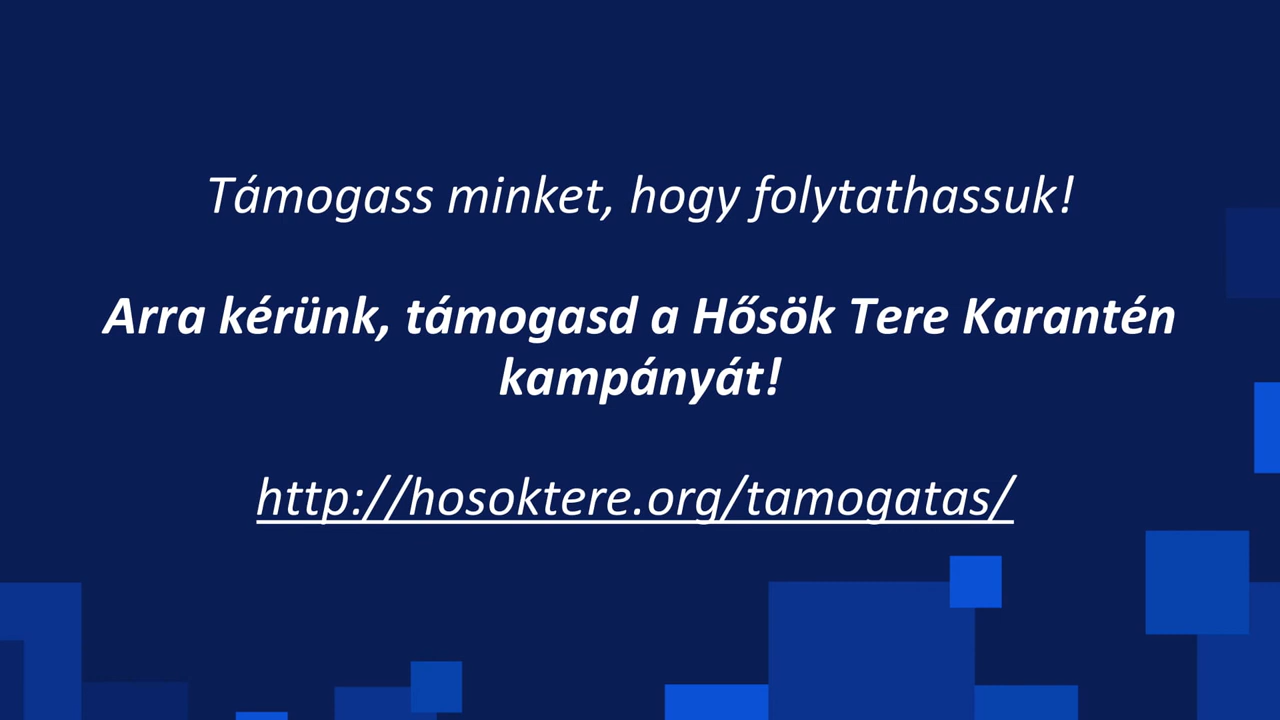 Támogass minket, hogy folytathassuk!
Arra kérünk, támogasd a Hősök Tere Karantén
kampányát!
http://hosoktere.org/tamogatas/